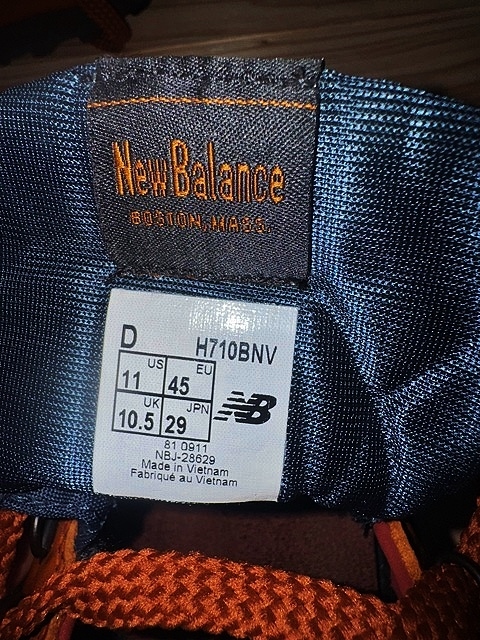 New Balance
BOSTON, MASS.
D H710BNV
US EU
11 45
UK JPN
10.5 29
NB
81 0911
NBJ-28629
Made in Vietnam
Fabriqué au Vietnam